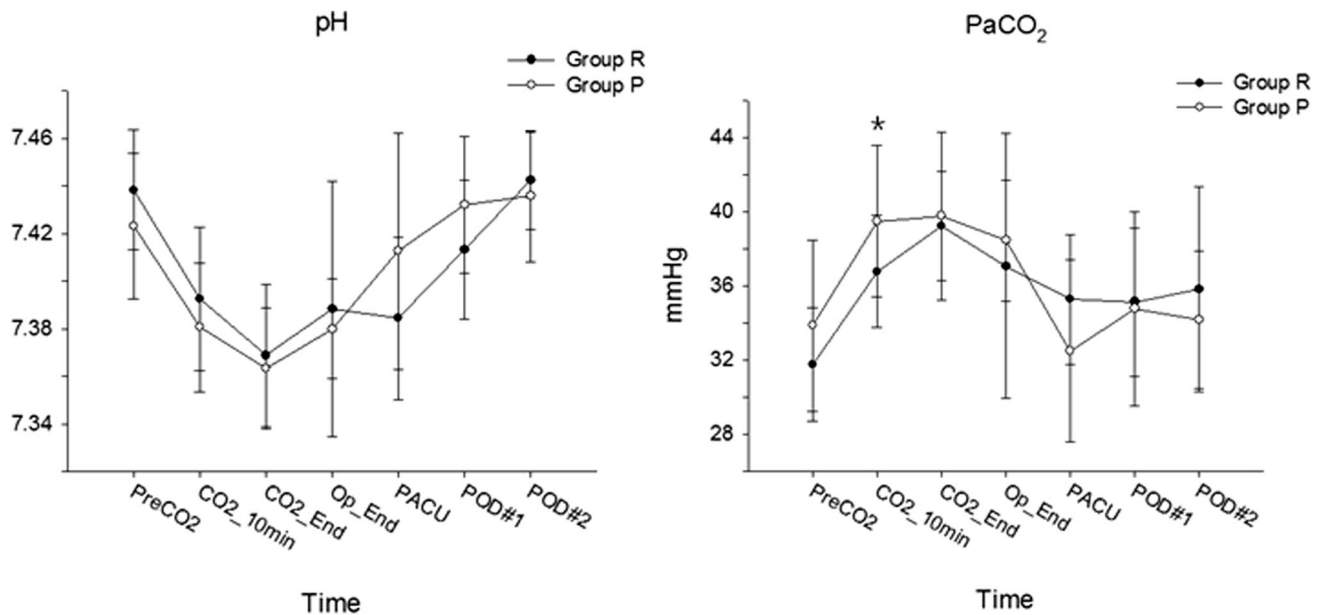 pH
Group R
Group P
7.46
7.42
7.38
7.34
PreCO2
CO2_10min
CO2_End
Op_End
PACU
POD#1
POD#2
Time
PaCO₂
Group R
Group P
*
mmHg
44
40
36
32
28
PreCO2
CO2_10min
CO2_End
Op_End
PACU
POD#1
POD#2
Time